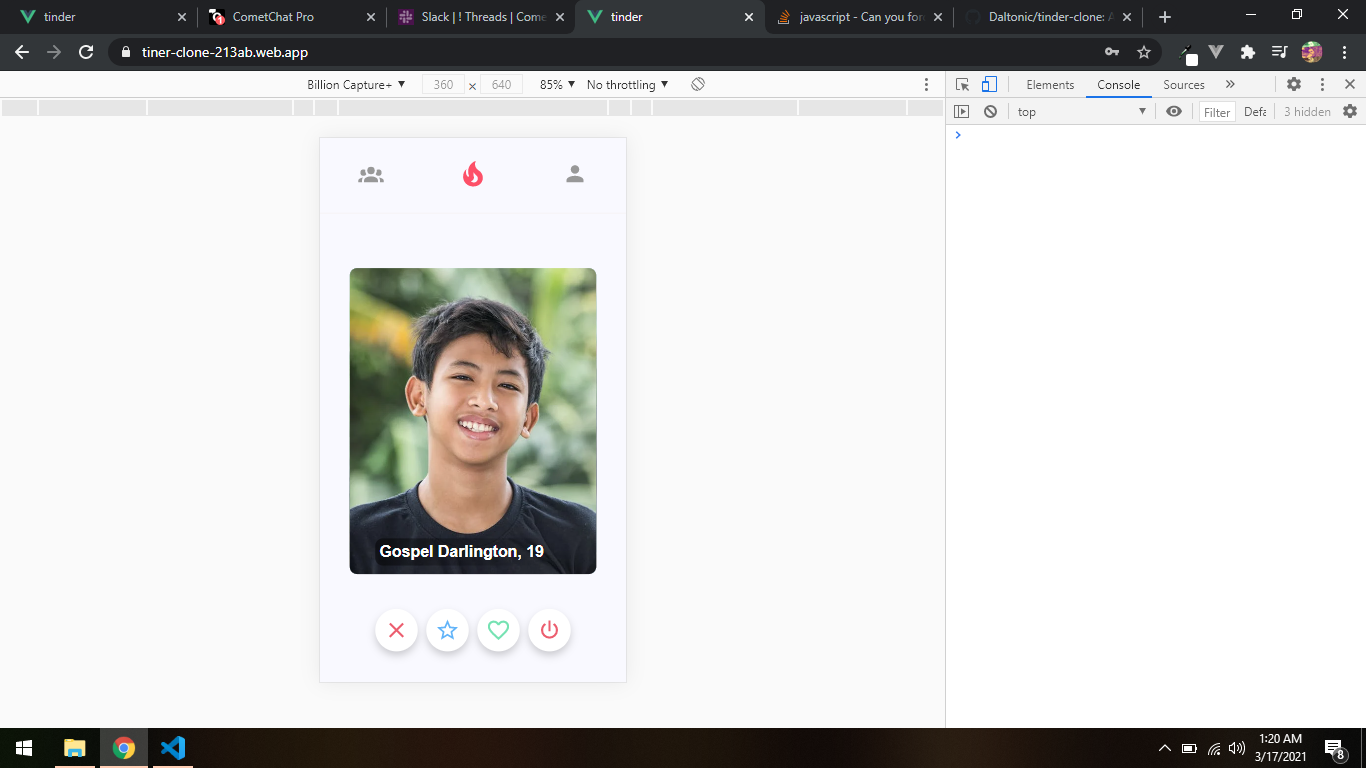 tinder
CometChat Pro
Slack | ! Threads | Come
tinder
javascript - Can you for
Daltonic/tinder-clone: A
tiner-clone-213ab.web.app
Billion Capture+ 360 × 640 85% No throttling
Elements Console Sources »
top Filter Defa 3 hidden
Gospel Darlington, 19
1:20 AM
3/17/2021
8